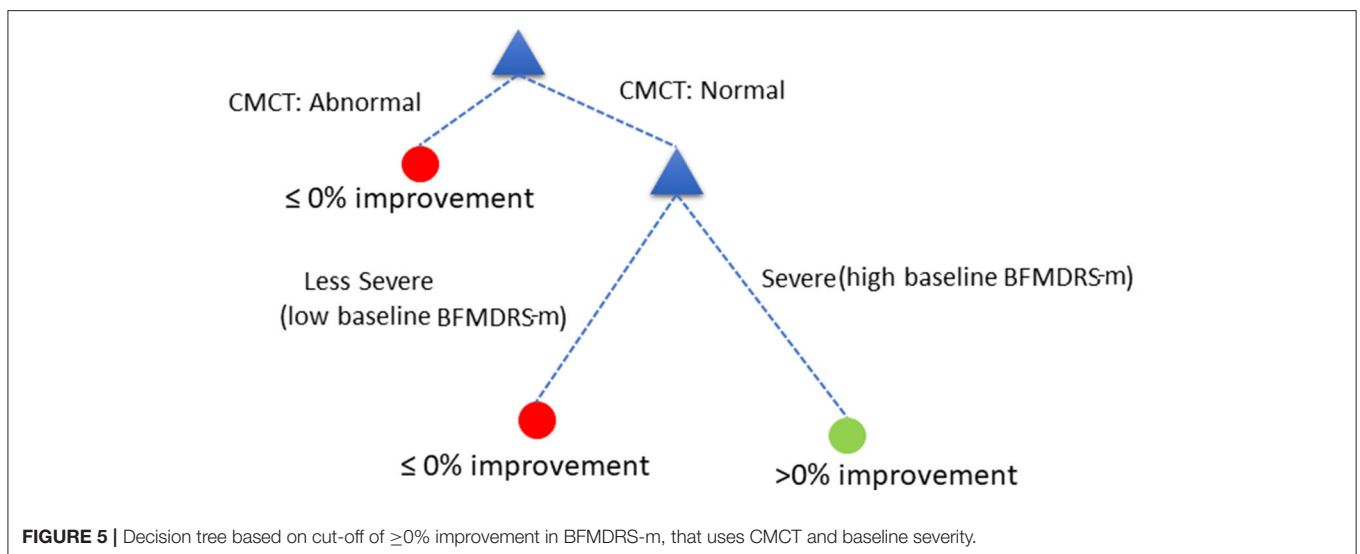 CMCT: Abnormal
CMCT: Normal
≤ 0% improvement
Less Severe
(low baseline BFMDRS-m)
Severe(high baseline BFMDRS-m)
≤ 0% improvement
>0% improvement
FIGURE 5 | Decision tree based on cut-off of ≥0% improvement in BFMDRS-m, that uses CMCT and baseline severity.